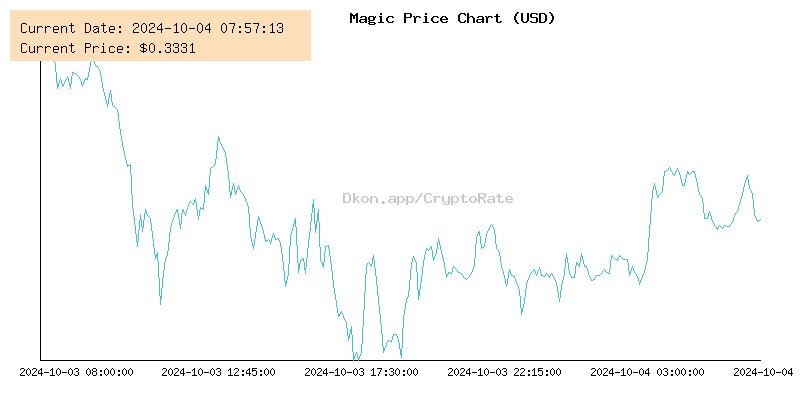 Magic Price Chart (USD)
Current Date: 2024-10-04 07:57:13
Current Price: $0.3331
Dkon.app/CryptoRate
2024-10-03 08:00:00 2024-10-03 12:45:00 2024-10-03 17:30:00 2024-10-03 22:15:00 2024-10-04 03:00:00 2024-10-04